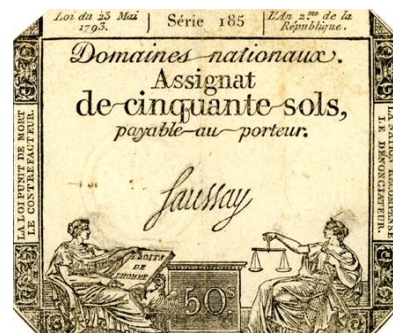 Loi du 23 Mai
1793.
Série 185
L'An 2.me de la
République.
Domaines nationaux.
Assignat
de cinquante sols,
payable au porteur.
Saussay
LA LOI PUNIT DE MORT
LE CONTREFACTEUR.
LA NATION RÉCOMPENSE
LE DÉNONCIATEUR.
DROITS
DE
L'HOMME
50s